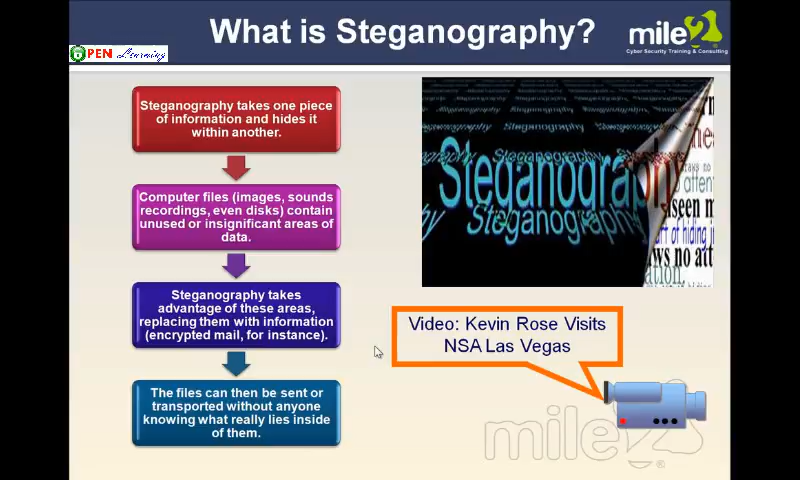 What is Steganography?
mile2
Cyber Security Training & Consulting
OPEN Learning
Steganography takes one piece
of information and hides it
within another.
Computer files (images, sounds
recordings, even disks) contain
unused or insignificant areas of
data.
Steganography takes
advantage of these areas,
replacing them with information
(encrypted mail, for instance).
The files can then be sent or
transported without anyone
knowing what really lies inside
of them.
Steganography
Steganography
Steganography
Video: Kevin Rose Visits
NSA Las Vegas
mile2